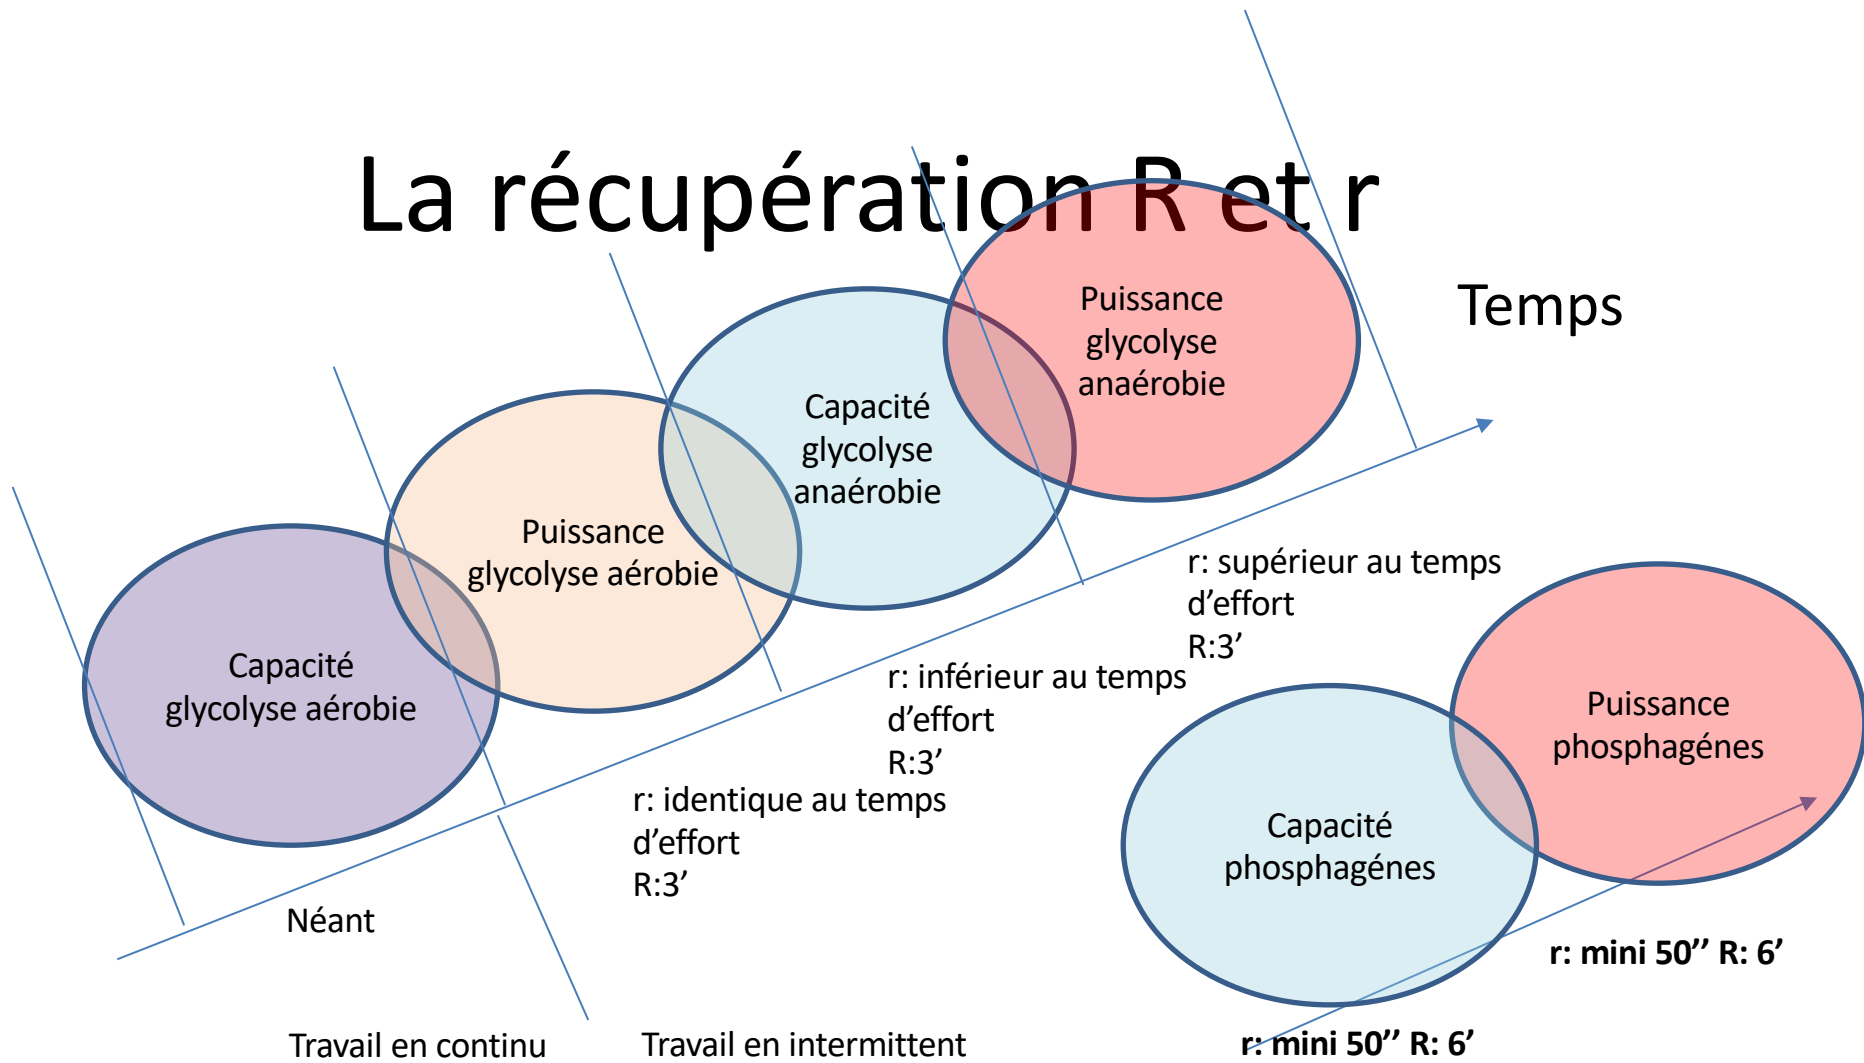 La récupération R et r
Temps
Puissance
glycolyse
anaérobie
Capacité
glycolyse
anaérobie
Puissance
glycolyse aérobie
Capacité
glycolyse aérobie
r: supérieur au temps
d'effort
R:3’
r: inférieur au temps
d’effort
R:3’
r: identique au temps
d’effort
R:3’
Néant
Puissance
phosphagénes
Capacité
phosphagénes
r: mini 50’’ R: 6’
r: mini 50’’ R: 6’
Travail en continu
Travail en intermittent